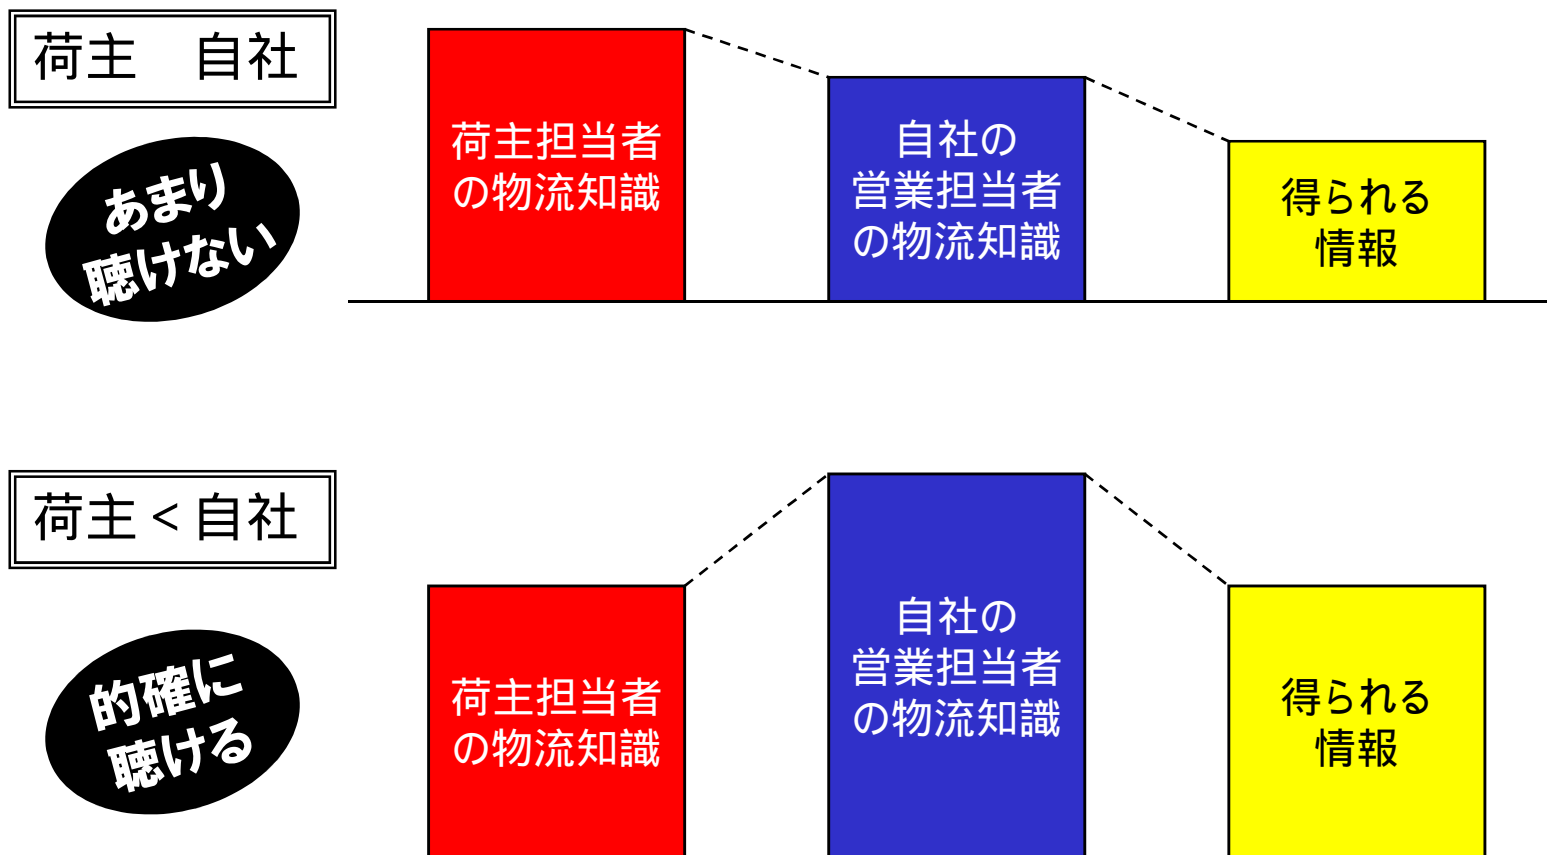 荷主　自社
あまり
聴けない
荷主担当者
の物流知識
自社の
営業担当者
の物流知識
得られる
情報
荷主<自社
的確に
聴ける
荷主担当者
の物流知識
自社の
営業担当者
の物流知識
得られる
情報